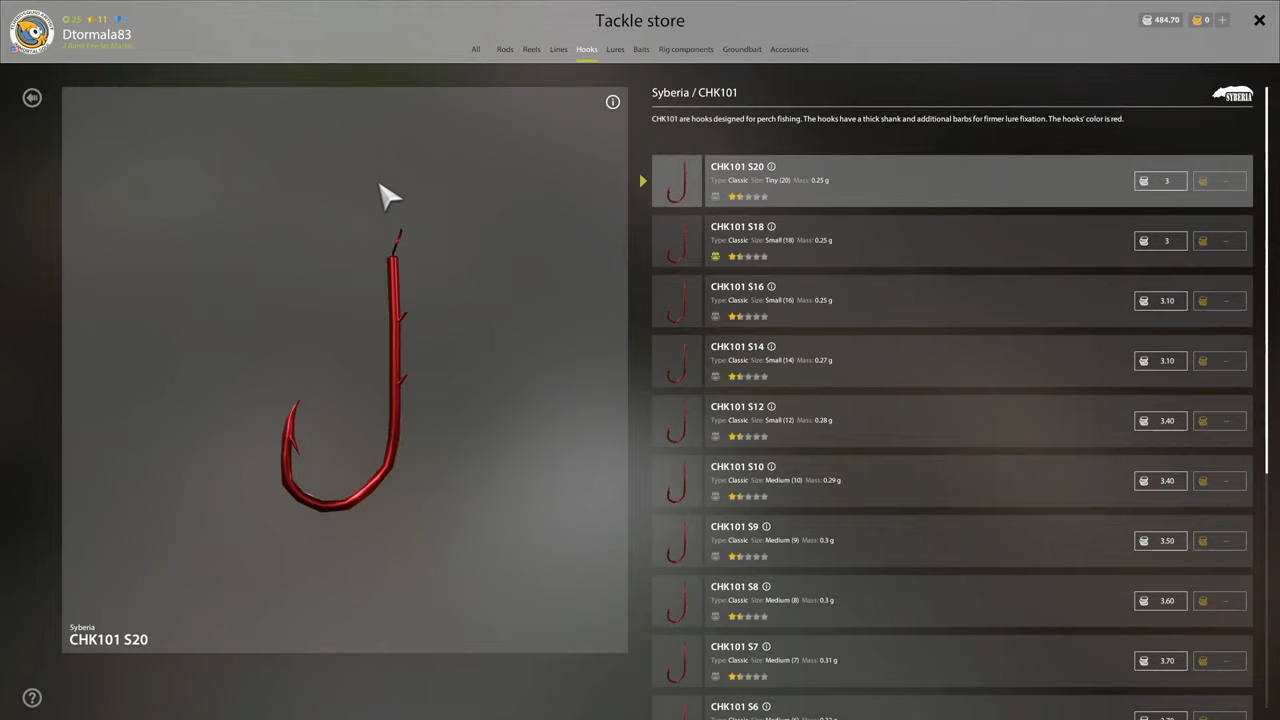 Tackle store
25 11
Dtormala83
484.70 0
All Rods Reels Lines Hooks Lures Baits Rig components Groundbait Accessories
Syberia / CHK101
SYBERIA
CHK101 are hooks designed for perch fishing. The hooks have a thick shank and additional barbs for firmer lure fixation. The hooks' color is red.
CHK101 S20
Type: Classic Size: Tiny (20) Mass: 0.25 g
3 --
CHK101 S18
Type: Classic Size: Small (18) Mass: 0.25 g
3 --
CHK101 S16
Type: Classic Size: Small (16) Mass: 0.25 g
3.10 --
CHK101 S14
Type: Classic Size: Small (14) Mass: 0.27 g
3.10 --
CHK101 S12
Type: Classic Size: Small (12) Mass: 0.28 g
3.40 --
CHK101 S10
Type: Classic Size: Medium (10) Mass: 0.29 g
3.40 --
CHK101 S9
Type: Classic Size: Medium (9) Mass: 0.3 g
3.50 --
CHK101 S8
Type: Classic Size: Medium (8) Mass: 0.3 g
3.60 --
CHK101 S7
Type: Classic Size: Medium (7) Mass: 0.31 g
3.70 --
CHK101 S6
Syberia
CHK101 S20